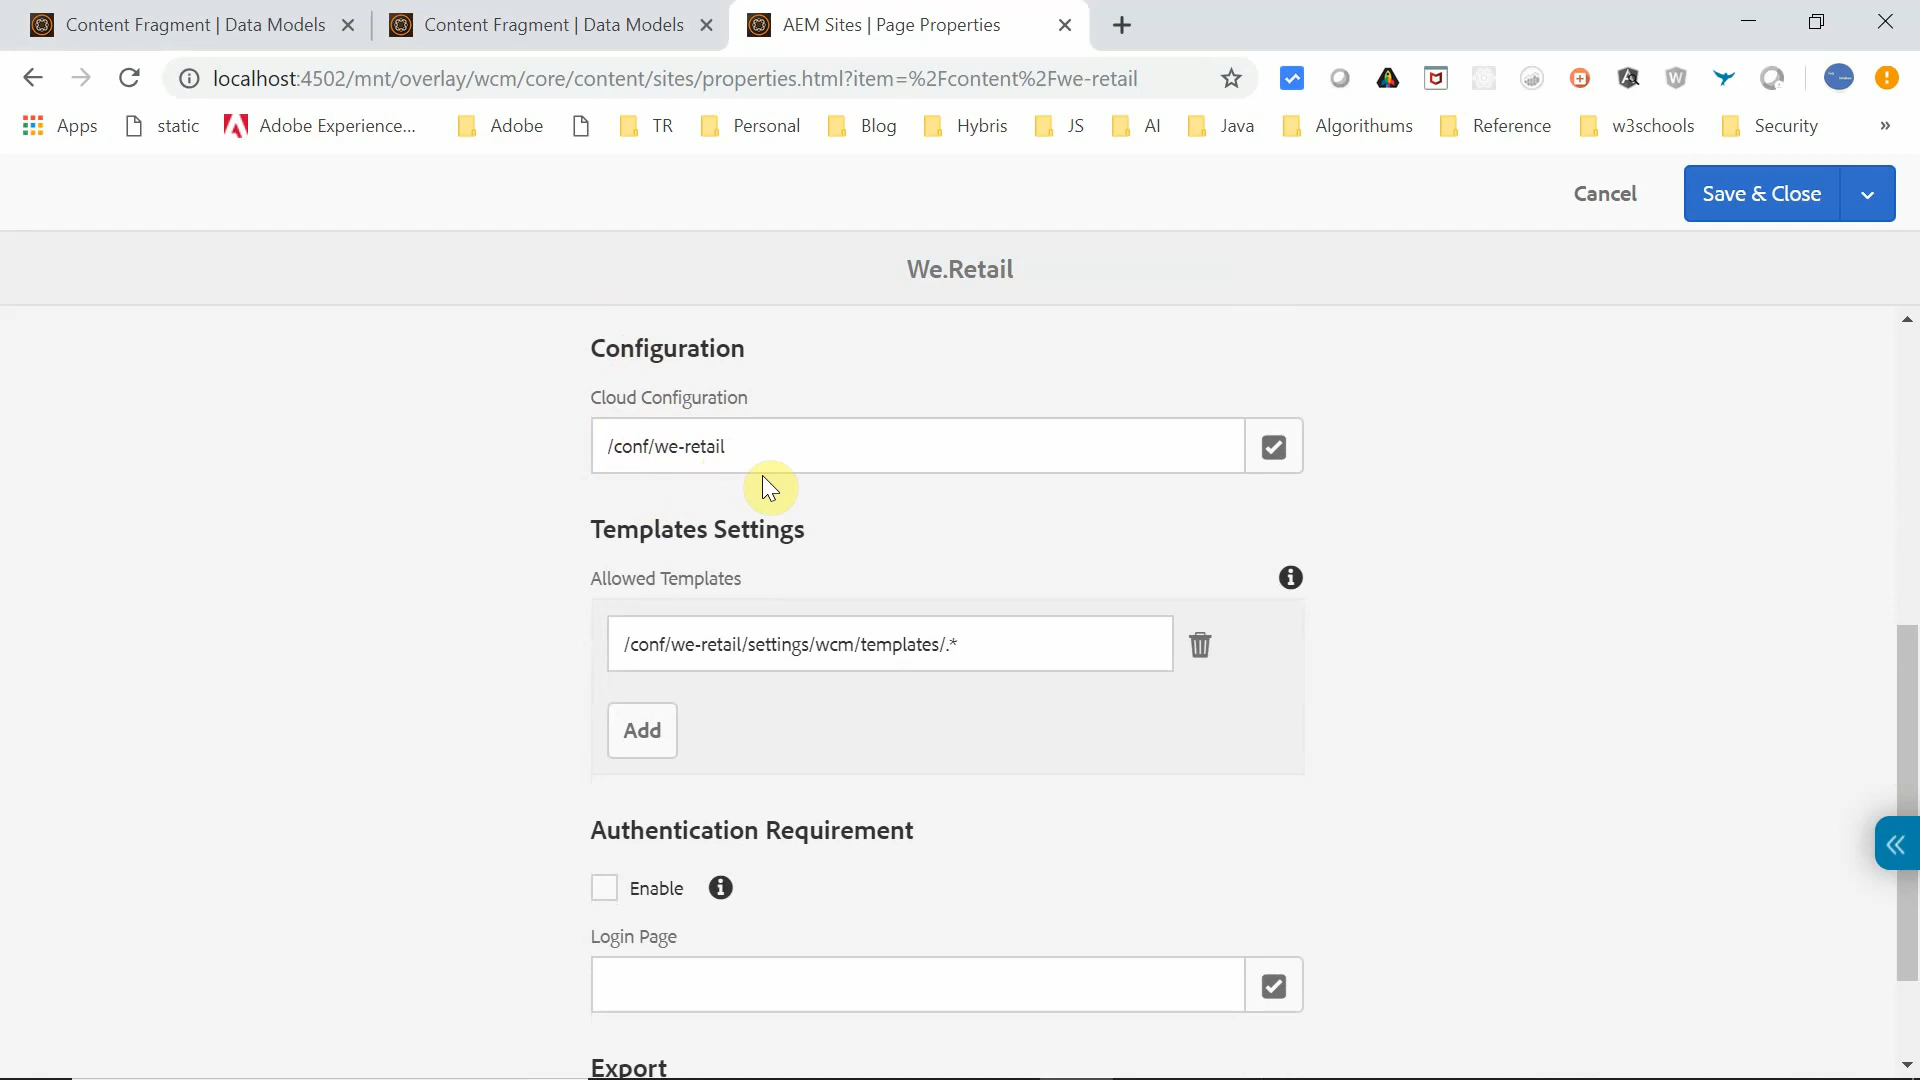 Content Fragment | Data Models
Content Fragment | Data Models
AEM Sites | Page Properties
localhost:4502/mnt/overlay/wcm/core/content/sites/properties.html?item=%2Fcontent%2Fwe-retail
Apps
static
Adobe Experience...
Adobe
TR
Personal
Blog
Hybris
JS
AI
Java
Algorithums
Reference
w3schools
Security
»
Cancel
Save & Close
We.Retail
Configuration
Cloud Configuration
/conf/we-retail
Templates Settings
Allowed Templates
/conf/we-retail/settings/wcm/templates/.*
Add
Authentication Requirement
Enable
Login Page
Export